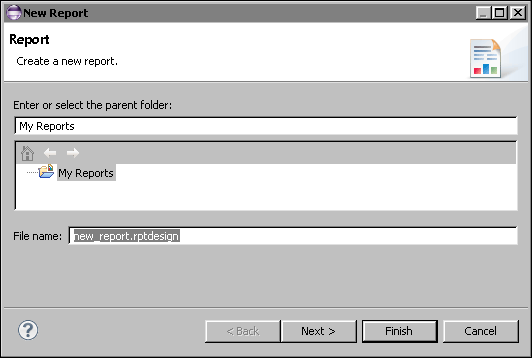 New Report
Report
Create a new report.
Enter or select the parent folder:
My Reports
My Reports
File name: new_report.rptdesign
? < Back Next > Finish Cancel